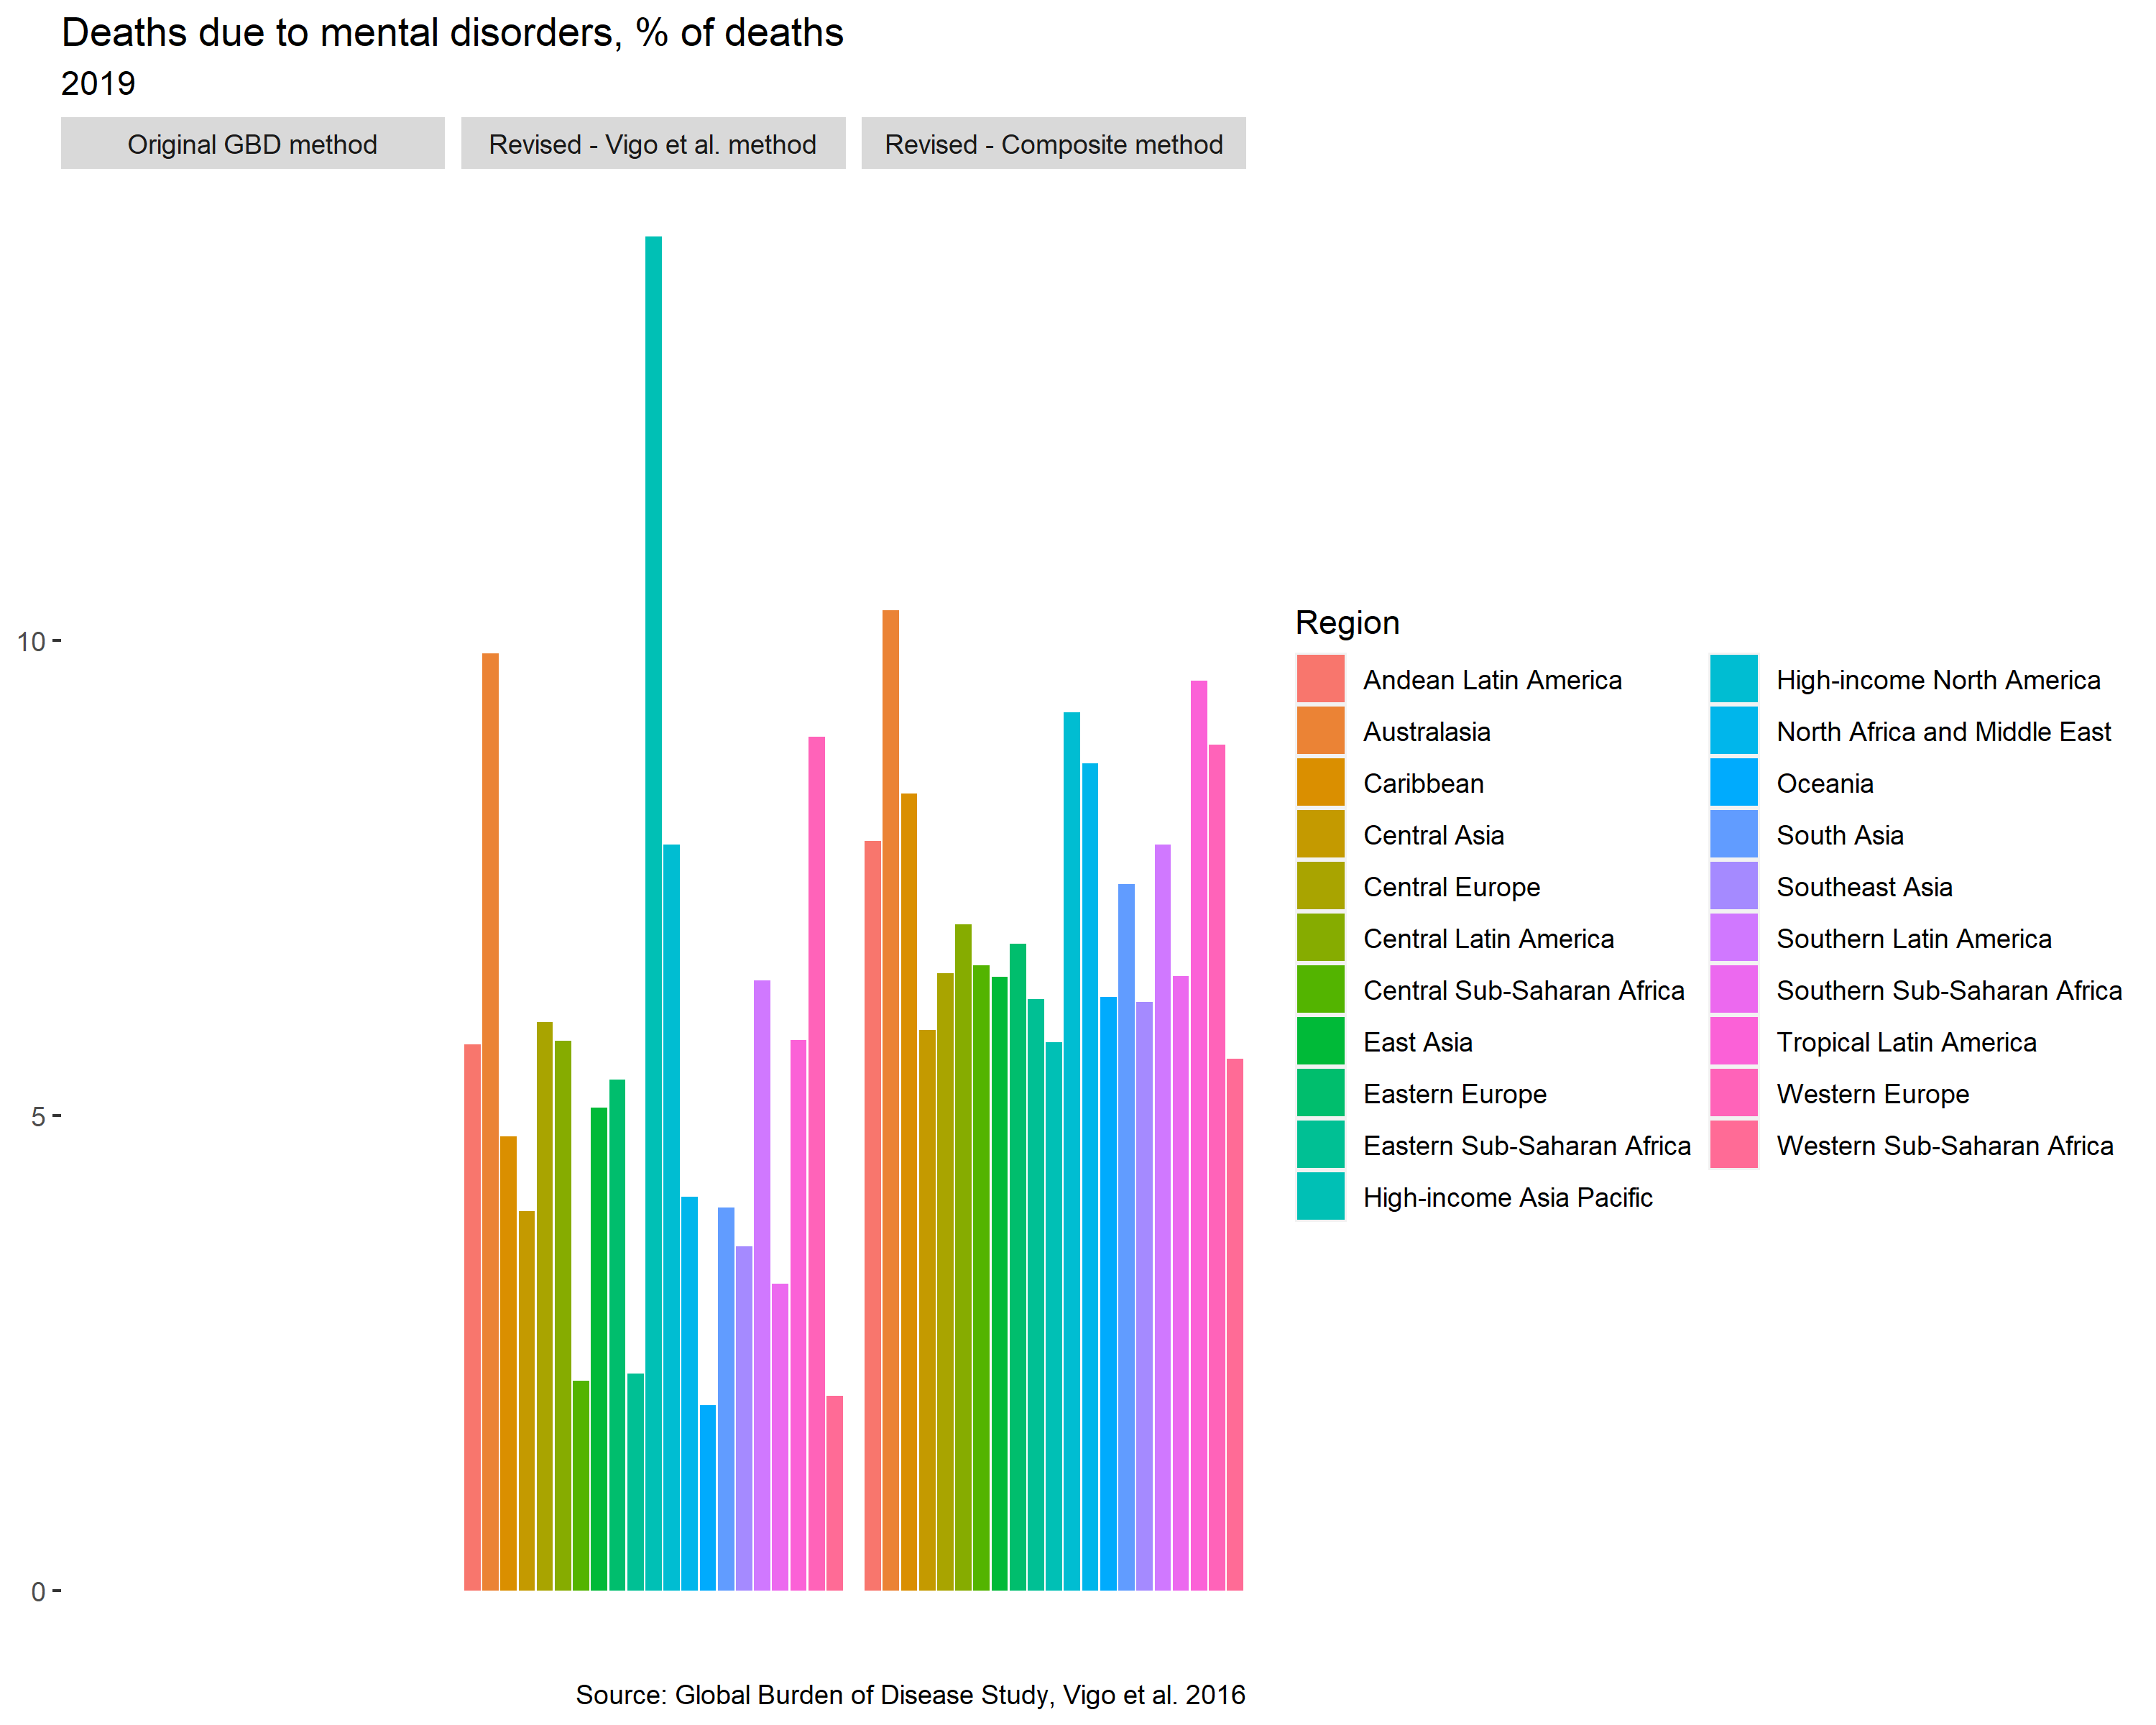 Deaths due to mental disorders, % of deaths
2019
Original GBD method
Revised - Vigo et al. method
Revised - Composite method
10
5
0
Region
Andean Latin America
Australasia
Caribbean
Central Asia
Central Europe
Central Latin America
Central Sub-Saharan Africa
East Asia
Eastern Europe
Eastern Sub-Saharan Africa
High-income Asia Pacific
High-income North America
North Africa and Middle East
Oceania
South Asia
Southeast Asia
Southern Latin America
Southern Sub-Saharan Africa
Tropical Latin America
Western Europe
Western Sub-Saharan Africa
Source: Global Burden of Disease Study, Vigo et al. 2016